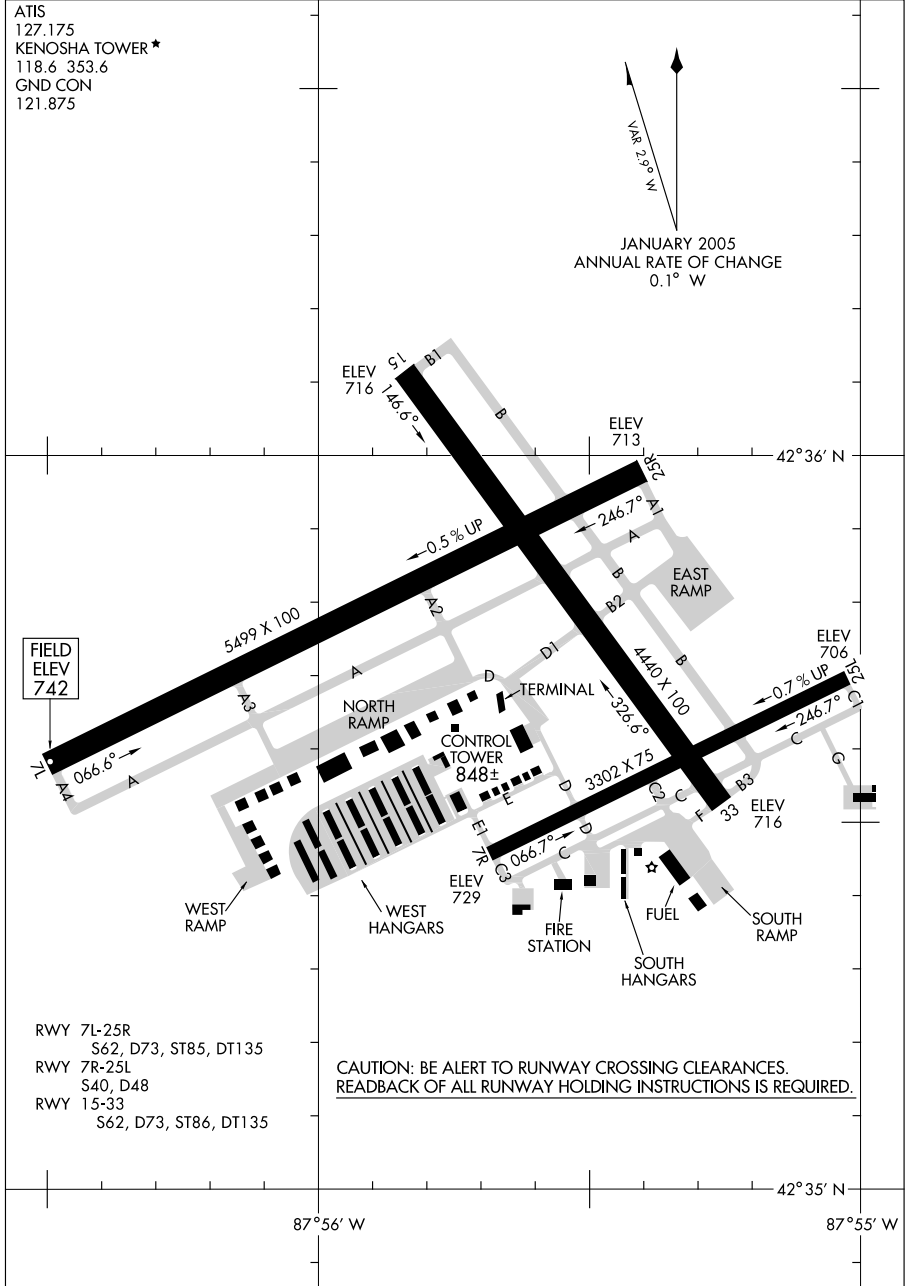 ATIS
127.175
KENOSHA TOWER★
118.6 353.6
GND CON
121.875
VAR 2.9° W
JANUARY 2005
ANNUAL RATE OF CHANGE
0.1° W
15
B1
ELEV
716
146.6°
B
ELEV
713
25R
42°36' N
A1
246.7°
A
0.5% UP
B
EAST
RAMP
A2
B2
5499 X 100
D1
B
ELEV
706
25L
FIELD
ELEV
742
A
4440 X 100
0.7% UP
D
TERMINAL
C1
A3
NORTH
RAMP
326.6°
246.7°
C
CONTROL
TOWER
848±
G
7L
066.6°
A
A4
3302 X 75
D
C2
C
B3
E
F
33
ELEV
716
E1
D
7R
066.7°
C
C3
ELEV
729
WEST
RAMP
WEST
HANGARS
FIRE
STATION
FUEL
SOUTH
RAMP
SOUTH
HANGARS
RWY 7L-25R
S62, D73, ST85, DT135
RWY 7R-25L
S40, D48
RWY 15-33
S62, D73, ST86, DT135
CAUTION: BE ALERT TO RUNWAY CROSSING CLEARANCES.
READBACK OF ALL RUNWAY HOLDING INSTRUCTIONS IS REQUIRED.
42°35' N
87°56' W
87°55' W